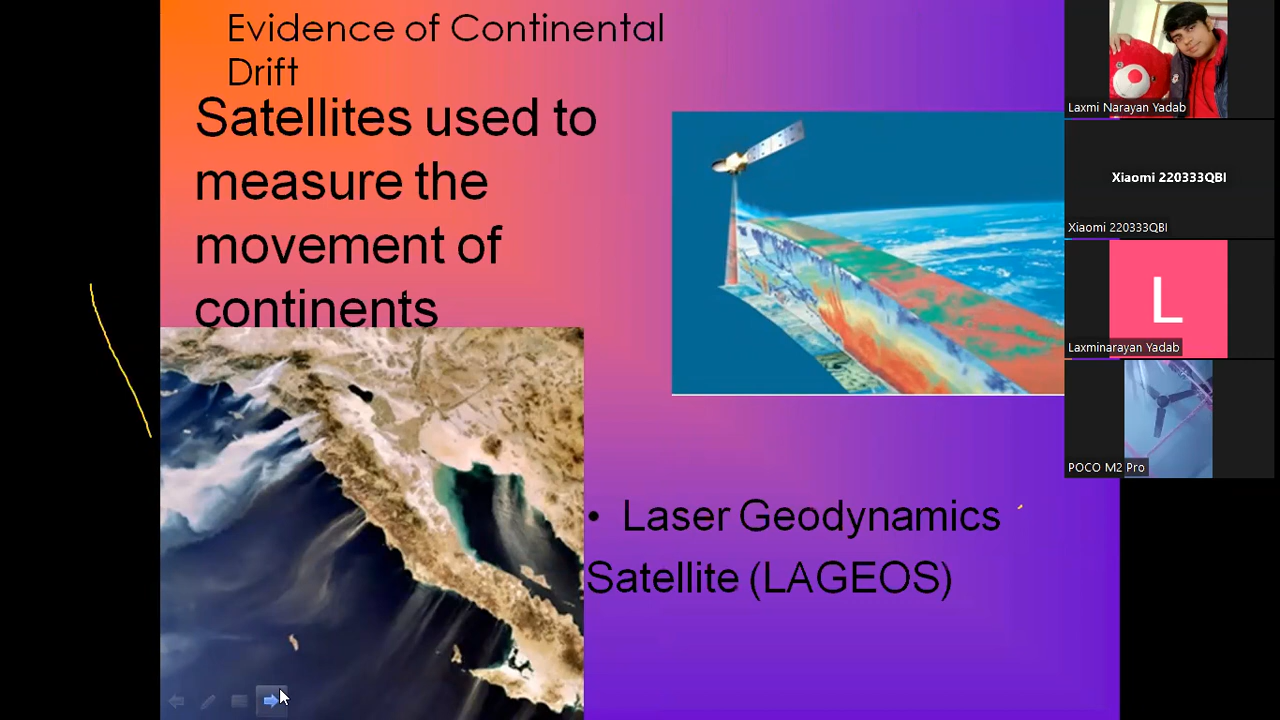 Evidence of Continental
Drift
Satellites used to
measure the
movement of
continents
• Laser Geodynamics
Satellite (LAGEOS)
Laxmi Narayan Yadab
Xiaomi 220333QBI
Xiaomi 220333QBI
L
Laxminarayan Yadab
POCO M2 Pro